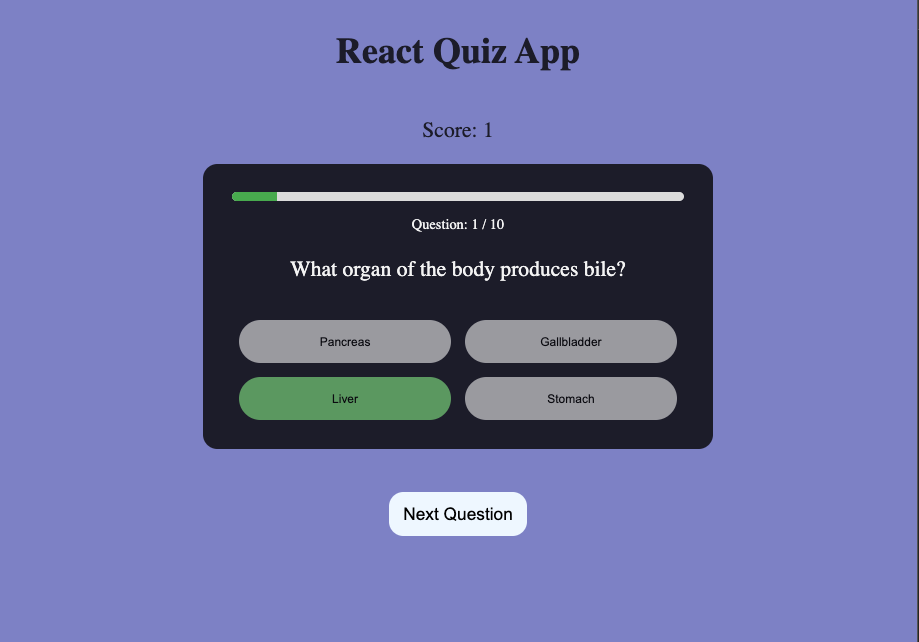 React Quiz App
Score: 1
Question: 1 / 10
What organ of the body produces bile?
Pancreas
Gallbladder
Liver
Stomach
Next Question